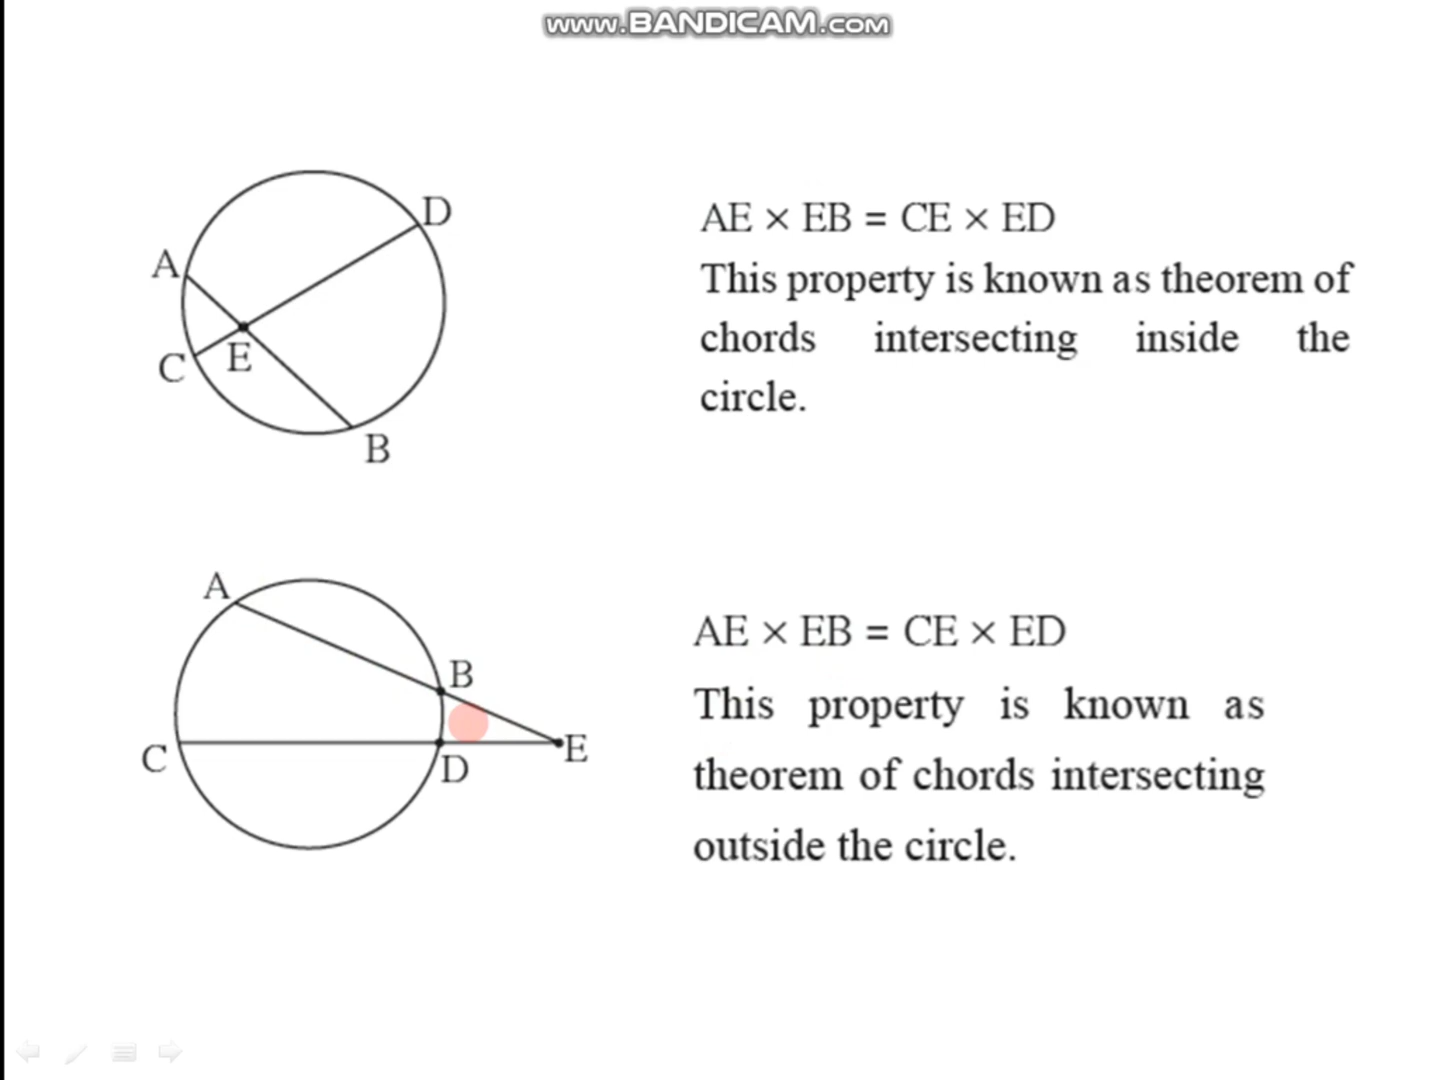 www.BANDICAM.com
D
A
C
E
B
AE × EB = CE × ED
This property is known as theorem of
chords intersecting inside the
circle.
A
B
C
D
E
AE × EB = CE × ED
This property is known as
theorem of chords intersecting
outside the circle.